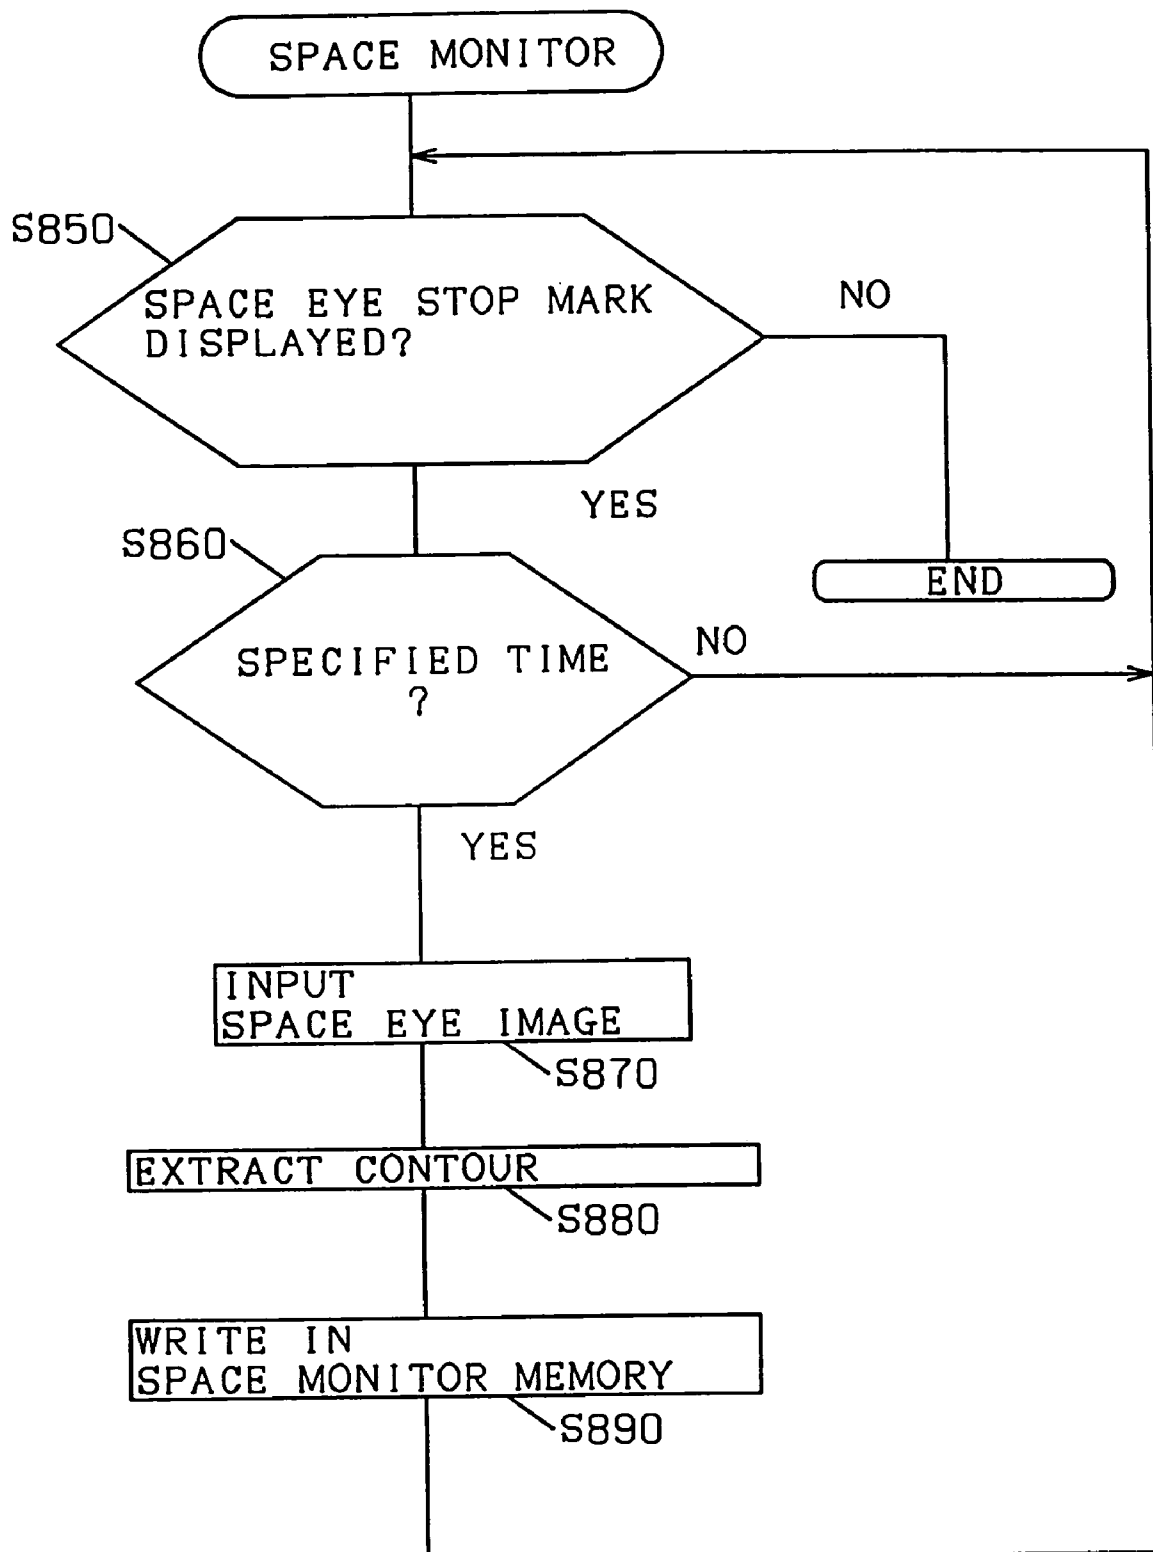 SPACE MONITOR
S850
SPACE EYE STOP MARK
DISPLAYED?
NO
YES
S860
END
SPECIFIED TIME
?
NO
YES
INPUT
SPACE EYE IMAGE
S870
EXTRACT CONTOUR
S880
WRITE IN
SPACE MONITOR MEMORY
S890